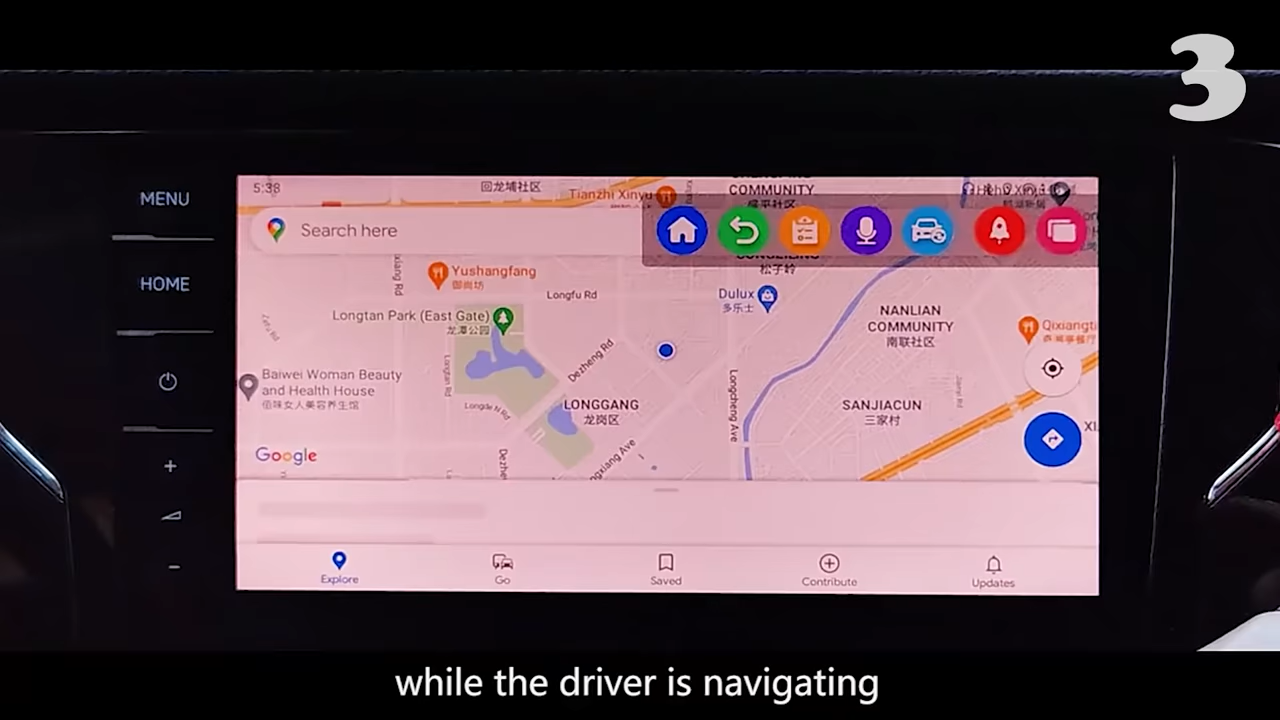 3
MENU
HOME
+
-
5:38
回龙埔社区
Tianzhi Xinyu
COMMUNITY
Search here
松子岭
Yushangfang
御尚坊
Longfu Rd
Dulux
多乐士
NANLIAN
COMMUNITY
南联社区
Longtan Park (East Gate)
龙潭公园
Dezheng Rd
Longcheng Ave
Baiwei Woman Beauty
and Health House
佰味女人美容养生馆
Longtan Rd
Longde N Rd
LONGGANG
龙岗区
SANJIACUN
三家村
Google
Explore
Go
Saved
Contribute
Updates
while the driver is navigating